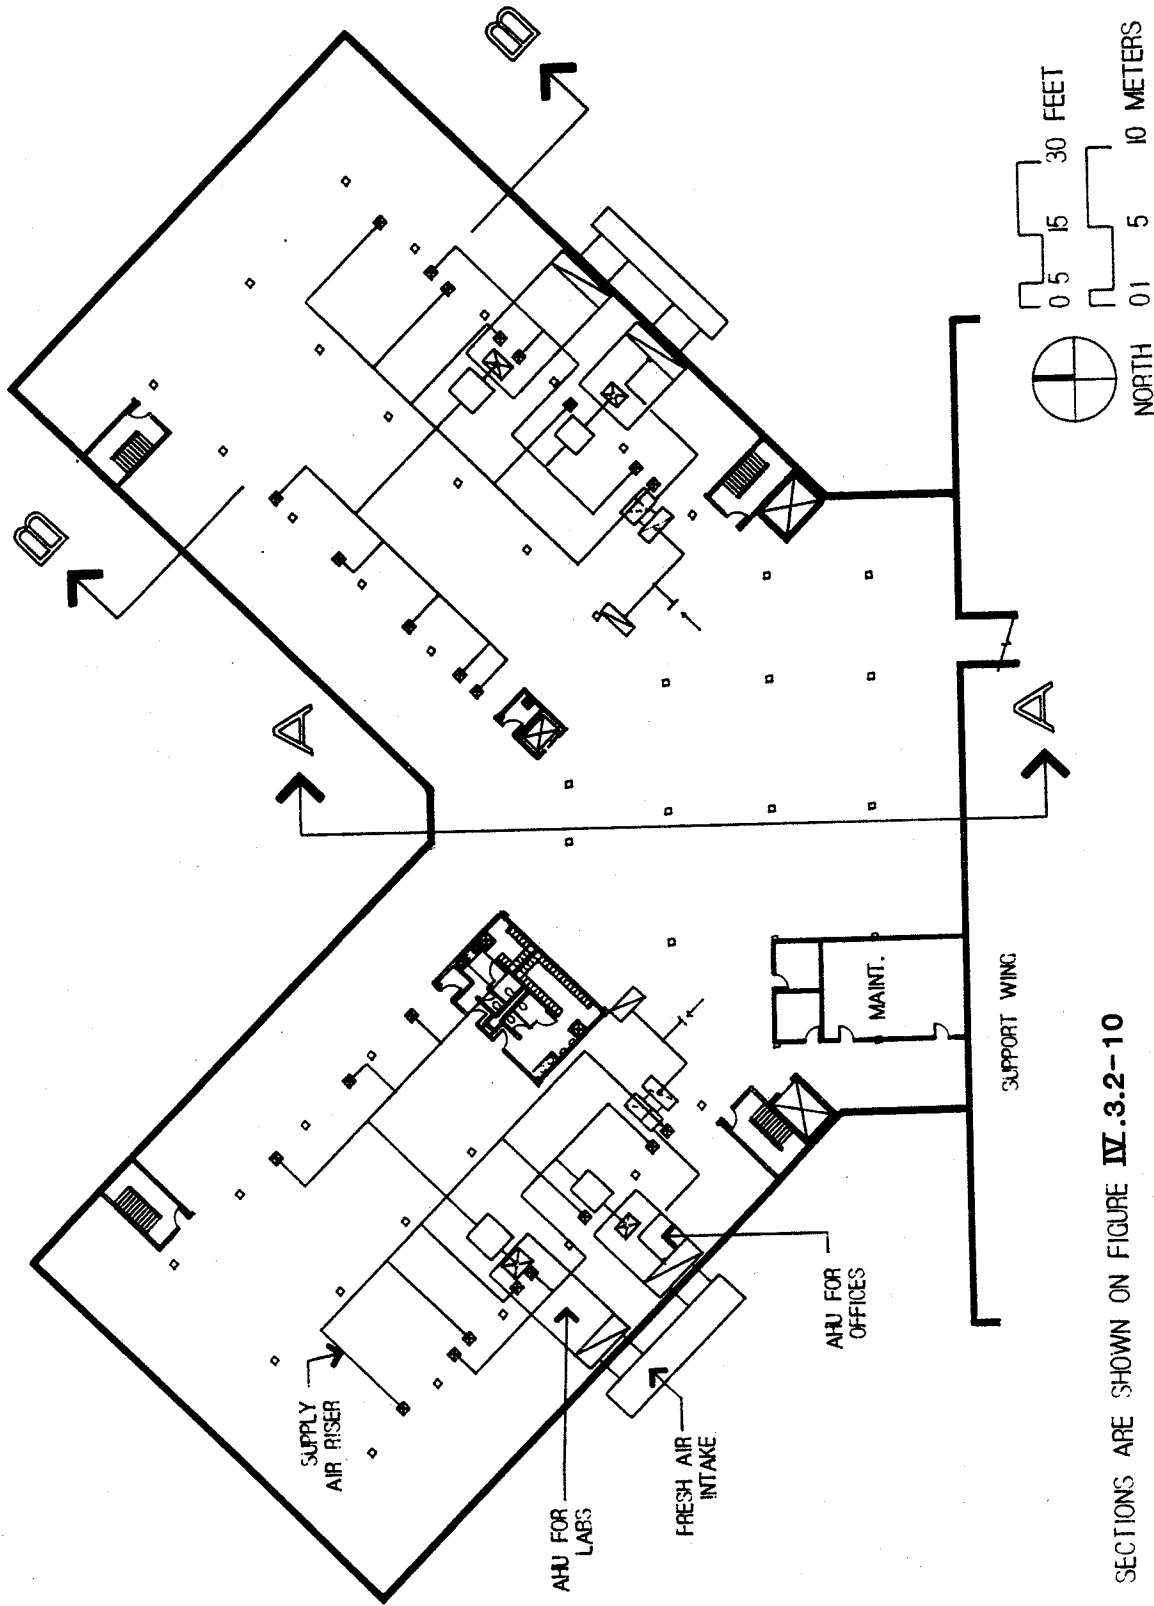 B
B
A
A
SUPPLY
AIR RISER
AHU FOR
LABS
FRESH AIR
INTAKE
AHU FOR
OFFICES
MAINT.
SUPPORT WING
NORTH
0 5 15 30 FEET
0 1 5 10 METERS
SECTIONS ARE SHOWN ON FIGURE IV.3.2-10